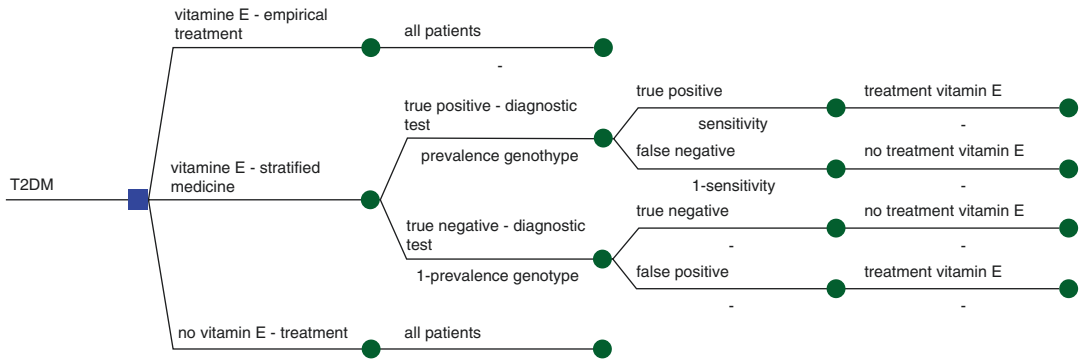 vitamine E - empirical
treatment
all patients
-
true positive
treatment vitamin E
true positive - diagnostic
test
sensitivity
-
prevalence genothype
false negative
no treatment vitamin E
vitamine E - stratified
medicine
1-sensitivity
-
T2DM
true negative
no treatment vitamin E
true negative - diagnostic
test
-
-
1-prevalence genotype
false positive
treatment vitamin E
-
-
no vitamin E - treatment
all patients